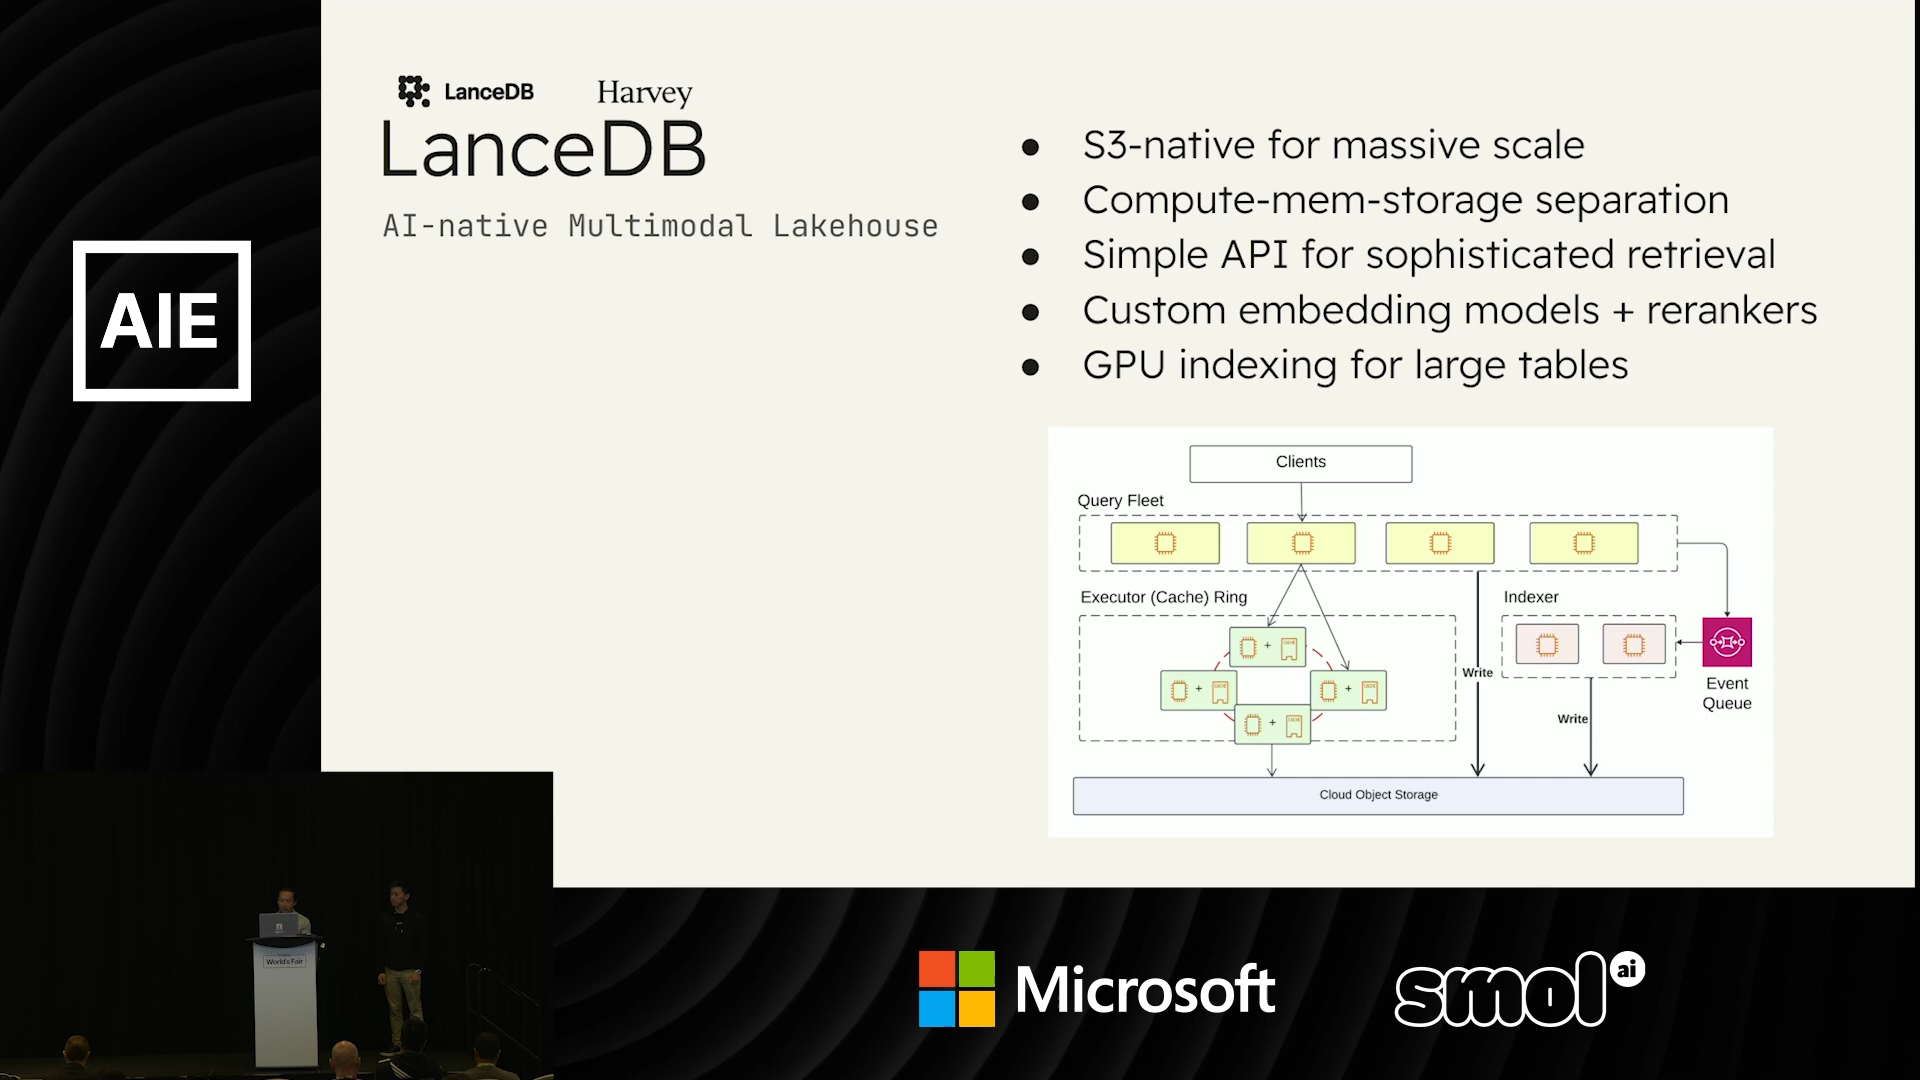 AIE
LanceDB
Harvey
LanceDB
AI-native Multimodal Lakehouse
● S3-native for massive scale
● Compute-mem-storage separation
● Simple API for sophisticated retrieval
● Custom embedding models + rerankers
● GPU indexing for large tables
Clients
Query Fleet
Executor (Cache) Ring
Indexer
+
+
+
+
Write
Write
Event
Queue
Cloud Object Storage
World's Fair
Microsoft
smol ai